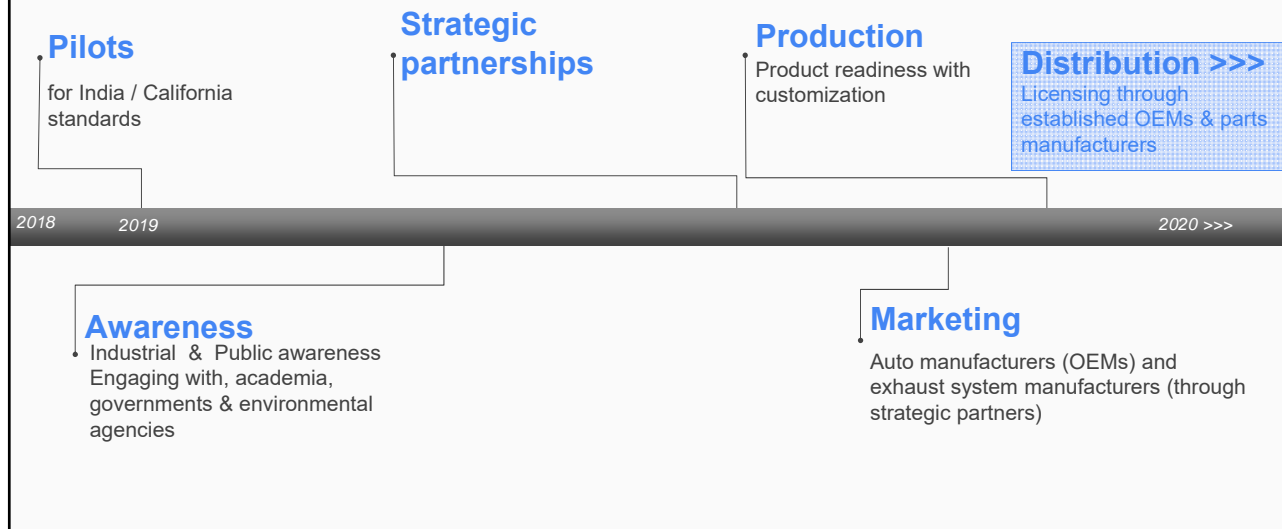 Pilots
for India / California
standards
Strategic
partnerships
Production
Product readiness with
customization
Distribution >>>
Licensing through
established OEMs & parts
manufacturers
2018
2019
2020 >>>
Awareness
Industrial & Public awareness
Engaging with, academia,
governments & environmental
agencies
Marketing
Auto manufacturers (OEMs) and
exhaust system manufacturers (through
strategic partners)